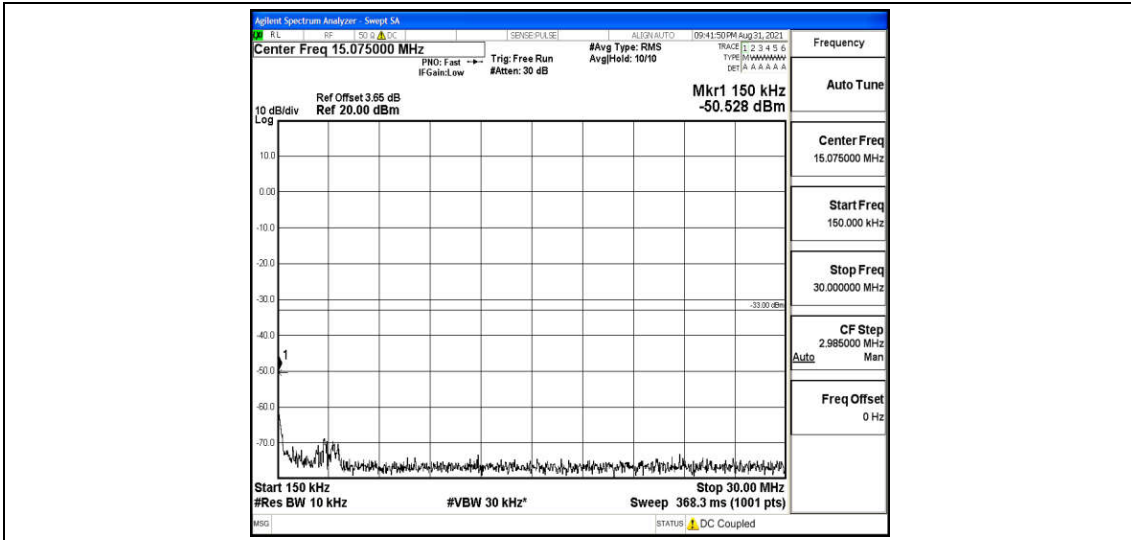 Agilent Spectrum Analyzer - Swept SA
RL RF 50 Ω DC SENSE:PULSE ALIGN AUTO 09:41:50 PM Aug 31, 2021
Center Freq 15.075000 MHz #Avg Type: RMS TRACE 1 2 3 4 5 6
PNO: Fast Trig: Free Run Avg|Hold: 10/10 TYPE M W W W W W
IFGain:Low #Atten: 30 dB DET A A A A A A
Mkr1 150 kHz
Ref Offset 3.65 dB
10 dB/div Ref 20.00 dBm -50.528 dBm
Log
10.0
0.00
-10.0
-20.0
-30.0
-33.00 dBm
-40.0
1
-50.0
-60.0
-70.0
Start 150 kHz Stop 30.00 MHz
#Res BW 10 kHz #VBW 30 kHz* Sweep 368.3 ms (1001 pts)
MSG STATUS DC Coupled
Frequency
Auto Tune
Center Freq
15.075000 MHz
Start Freq
150.000 kHz
Stop Freq
30.000000 MHz
CF Step
2.985000 MHz
Auto Man
Freq Offset
0 Hz